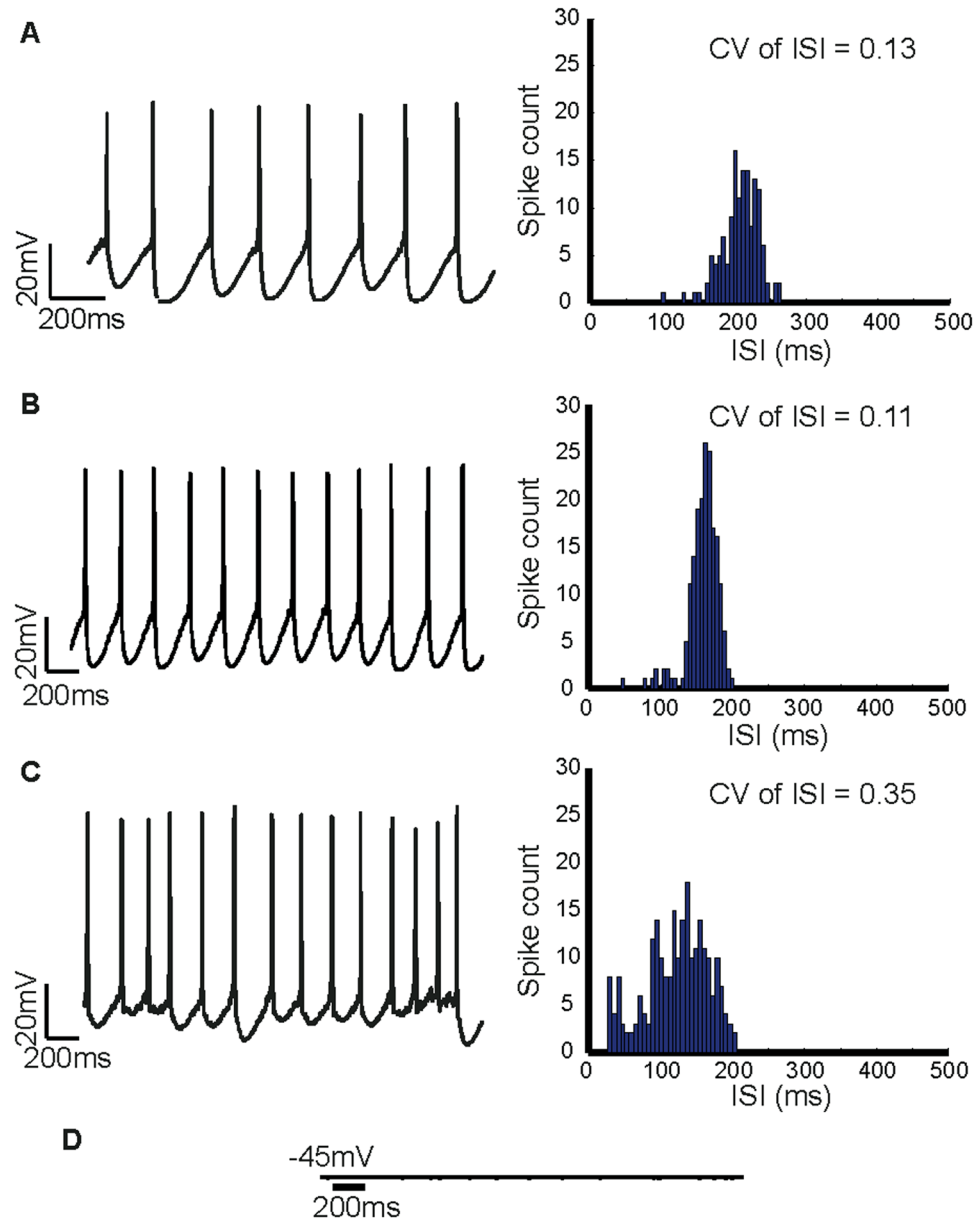 A
CV of ISI = 0.13
Spike count
30
25
20
15
10
5
0
0 100 200 300 400 500
ISI (ms)
20mV
200ms
B
CV of ISI = 0.11
Spike count
30
25
20
15
10
5
0
0 100 200 300 400 500
ISI (ms)
20mV
200ms
C
CV of ISI = 0.35
Spike count
30
25
20
15
10
5
0
0 100 200 300 400 500
ISI (ms)
20mV
200ms
D
-45mV
200ms